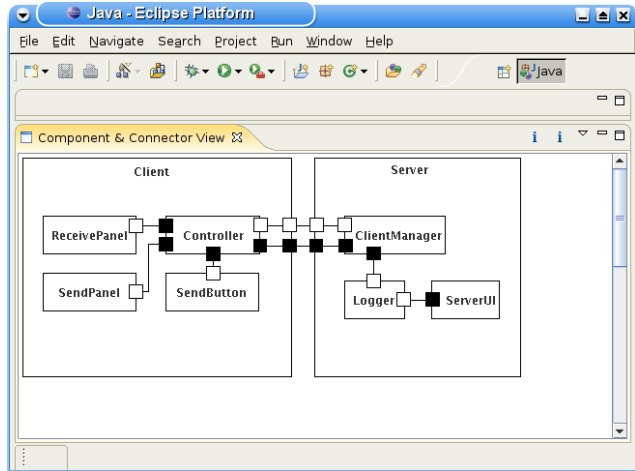 Java - Eclipse Platform
File Edit Navigate Search Project Run Window Help
Java
Component & Connector View
Client
Server
ReceivePanel
Controller
ClientManager
SendPanel
SendButton
Logger
ServerUI